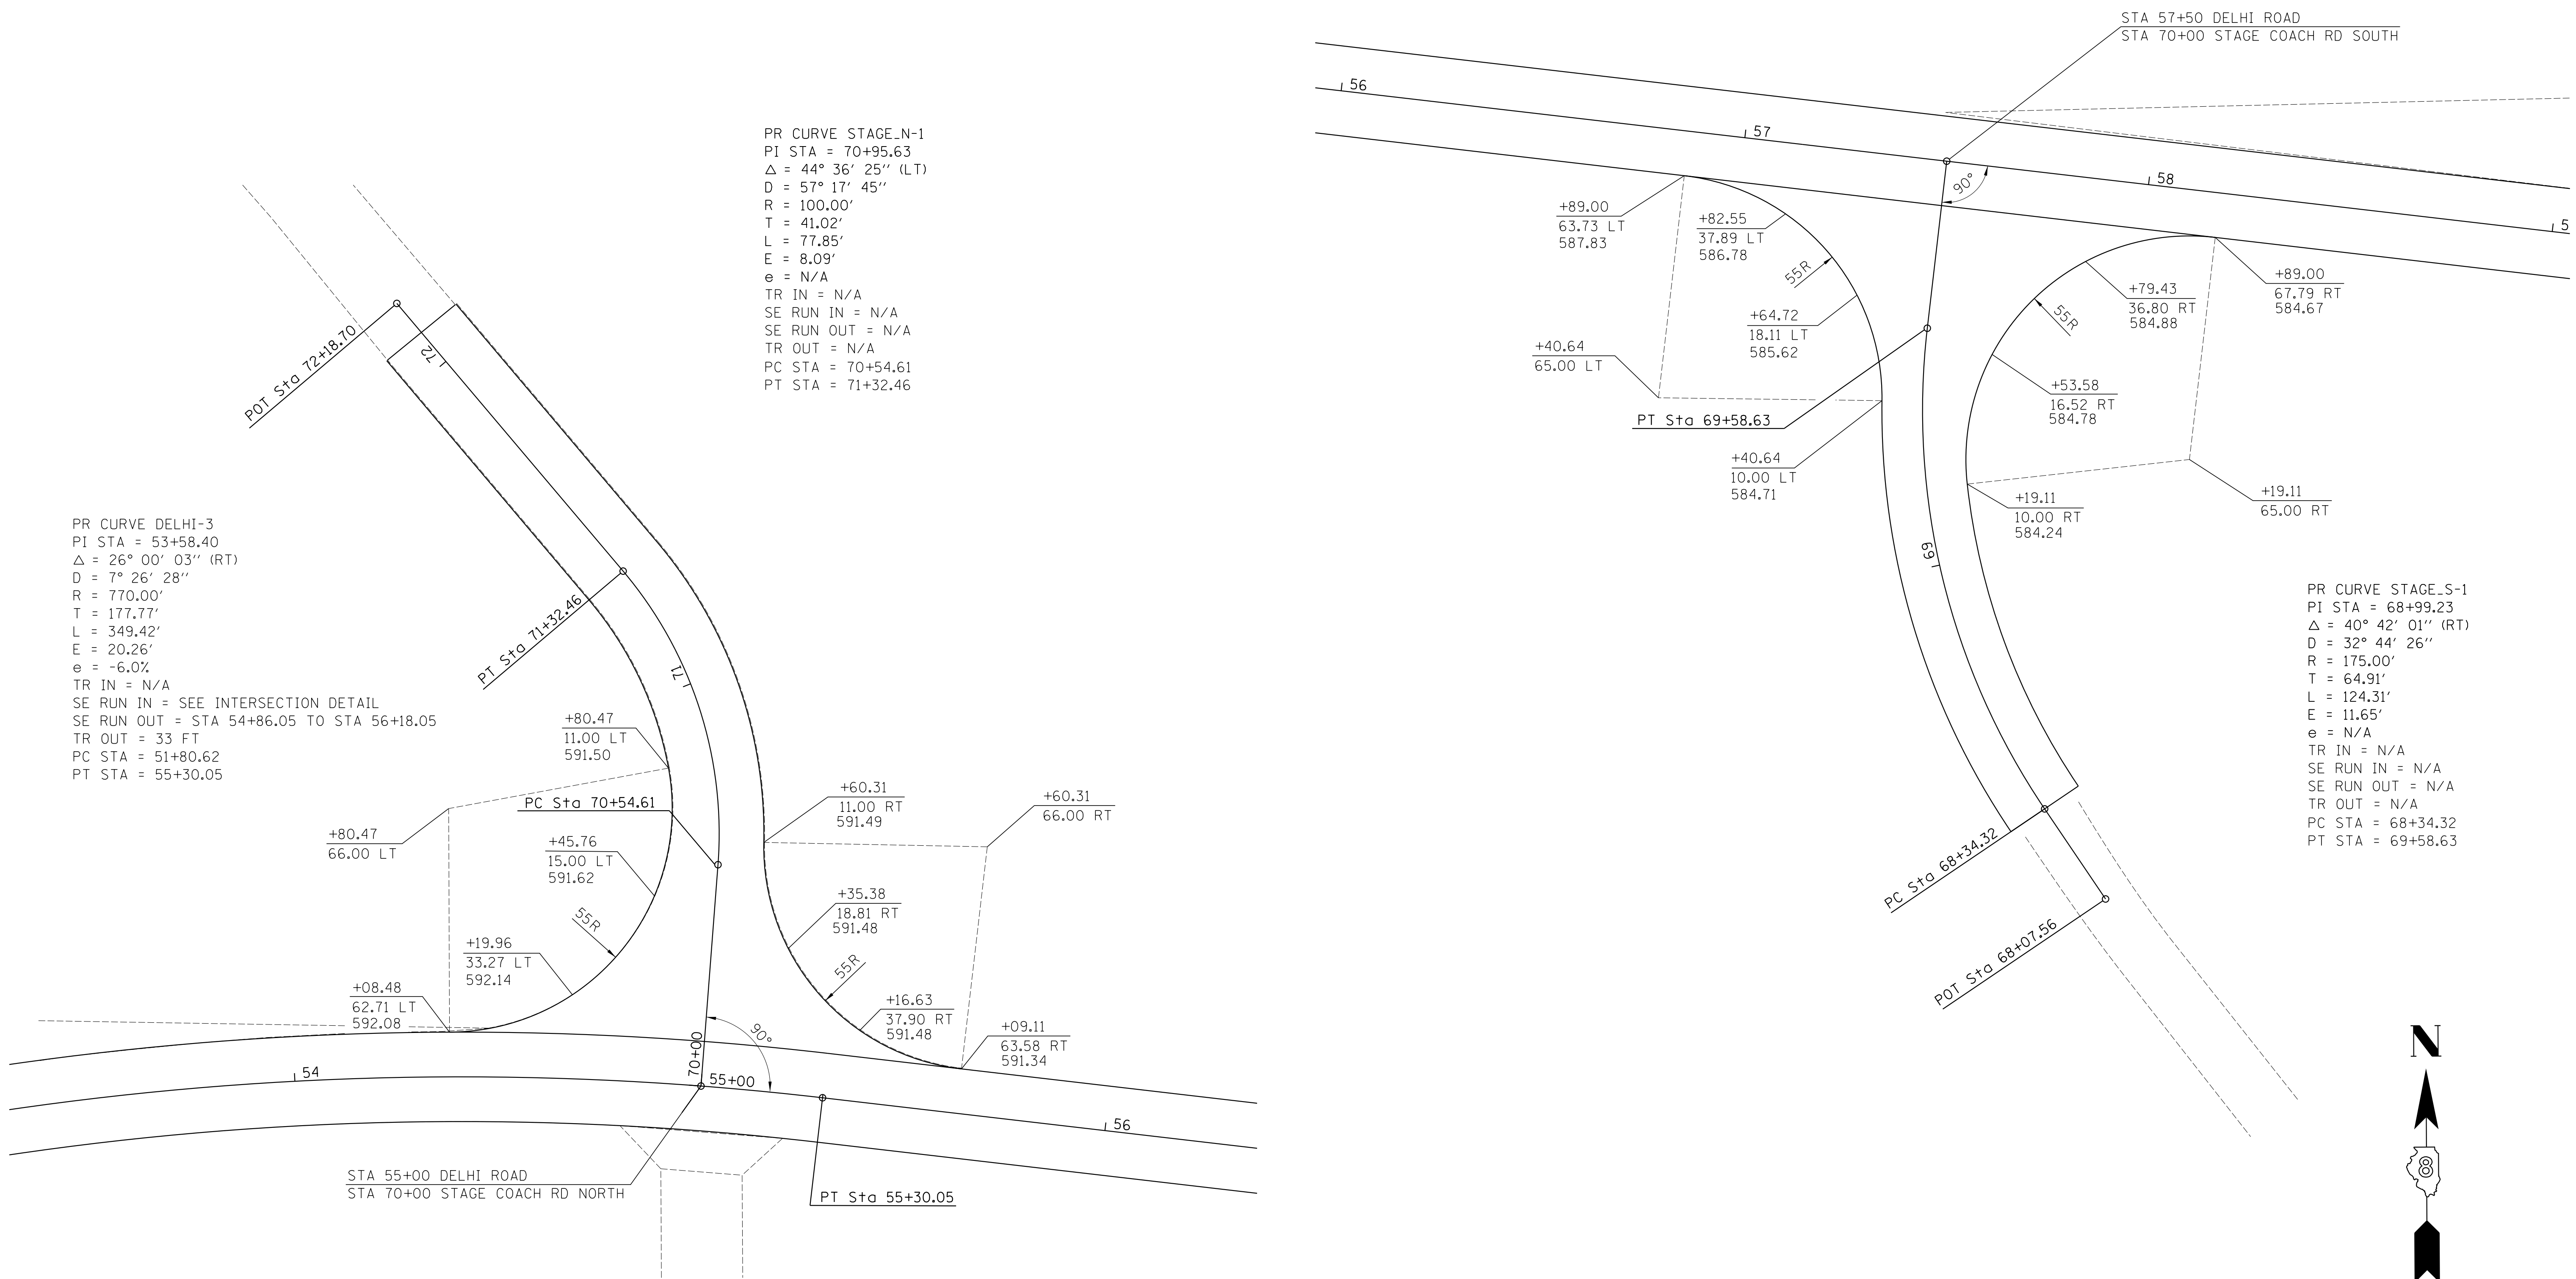 STA 57+50 DELHI ROAD
STA 70+00 STAGE COACH RD SOUTH
56
57
58
5
90°
PR CURVE STAGE_N-1
PI STA = 70+95.63
Δ = 44° 36′ 25′′ (LT)
D = 57° 17′ 45′′
R = 100.00′
T = 41.02′
L = 77.85′
E = 8.09′
e = N/A
TR IN = N/A
SE RUN IN = N/A
SE RUN OUT = N/A
TR OUT = N/A
PC STA = 70+54.61
PT STA = 71+32.46
+89.00
63.73 LT
587.83
+82.55
37.89 LT
586.78
55R
+64.72
18.11 LT
585.62
+40.64
65.00 LT
PT Sta 69+58.63
+40.64
10.00 LT
584.71
+89.00
67.79 RT
584.67
+79.43
36.80 RT
584.88
55R
+53.58
16.52 RT
584.78
+19.11
65.00 RT
+19.11
10.00 RT
584.24
69
POT Sta 72+18.70
72
PT Sta 71+32.46
71
PR CURVE DELHI-3
PI STA = 53+58.40
Δ = 26° 00′ 03′′ (RT)
D = 7° 26′ 28′′
R = 770.00′
T = 177.77′
L = 349.42′
E = 20.26′
e = -6.0%
TR IN = N/A
SE RUN IN = SEE INTERSECTION DETAIL
SE RUN OUT = STA 54+86.05 TO STA 56+18.05
TR OUT = 33 FT
PC STA = 51+80.62
PT STA = 55+30.05
PR CURVE STAGE_S-1
PI STA = 68+99.23
Δ = 40° 42′ 01′′ (RT)
D = 32° 44′ 26′′
R = 175.00′
T = 64.91′
L = 124.31′
E = 11.65′
e = N/A
TR IN = N/A
SE RUN IN = N/A
SE RUN OUT = N/A
TR OUT = N/A
PC STA = 68+34.32
PT STA = 69+58.63
+80.47
11.00 LT
591.50
PC Sta 70+54.61
+80.47
66.00 LT
+45.76
15.00 LT
591.62
55R
+19.96
33.27 LT
592.14
+08.48
62.71 LT
592.08
+60.31
11.00 RT
591.49
+60.31
66.00 RT
+35.38
18.81 RT
591.48
55R
+16.63
37.90 RT
591.48
+09.11
63.58 RT
591.34
PC Sta 68+34.32
POT Sta 68+07.56
90°
70+00
54
55+00
56
STA 55+00 DELHI ROAD
STA 70+00 STAGE COACH RD NORTH
PT Sta 55+30.05
N
8